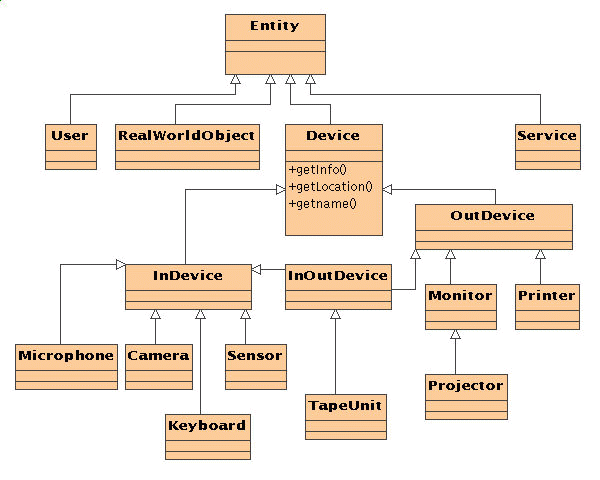 Entity
User
RealWorldObject
Device
Service
+getInfo()
+getLocation()
+getname()
OutDevice
InDevice
InOutDevice
Monitor
Printer
Microphone
Camera
Sensor
Projector
TapeUnit
Keyboard